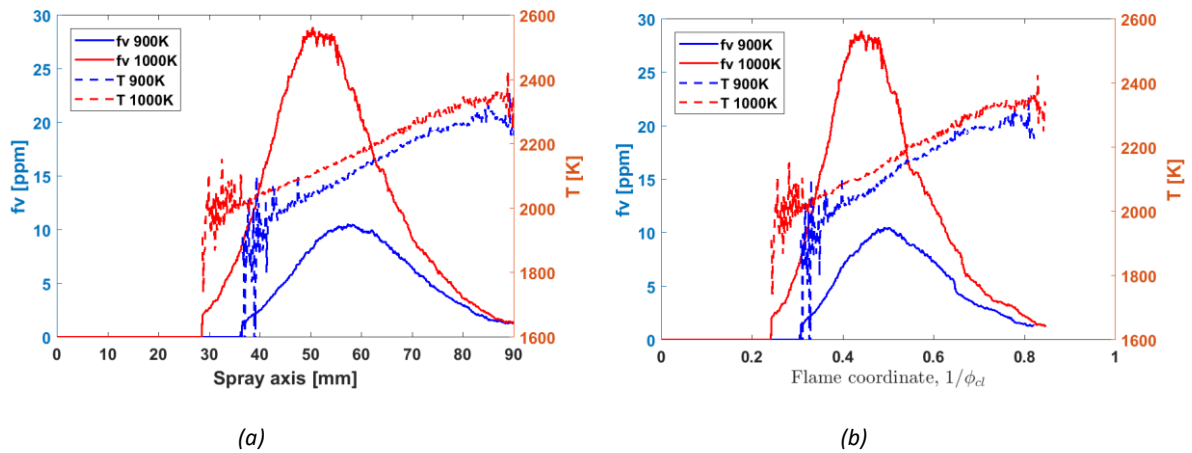 30
25
20
15
10
5
0
fv [ppm]
2600
2400
2200
2000
1800
1600
T [K]
fv 900K
fv 1000K
T 900K
T 1000K
0 10 20 30 40 50 60 70 80 90
Spray axis [mm]
(a)
30
25
20
15
10
5
0
fv [ppm]
2600
2400
2200
2000
1800
1600
T [K]
fv 900K
fv 1000K
T 900K
T 1000K
0 0.2 0.4 0.6 0.8 1
Flame coordinate, 1/ϕcl
(b)